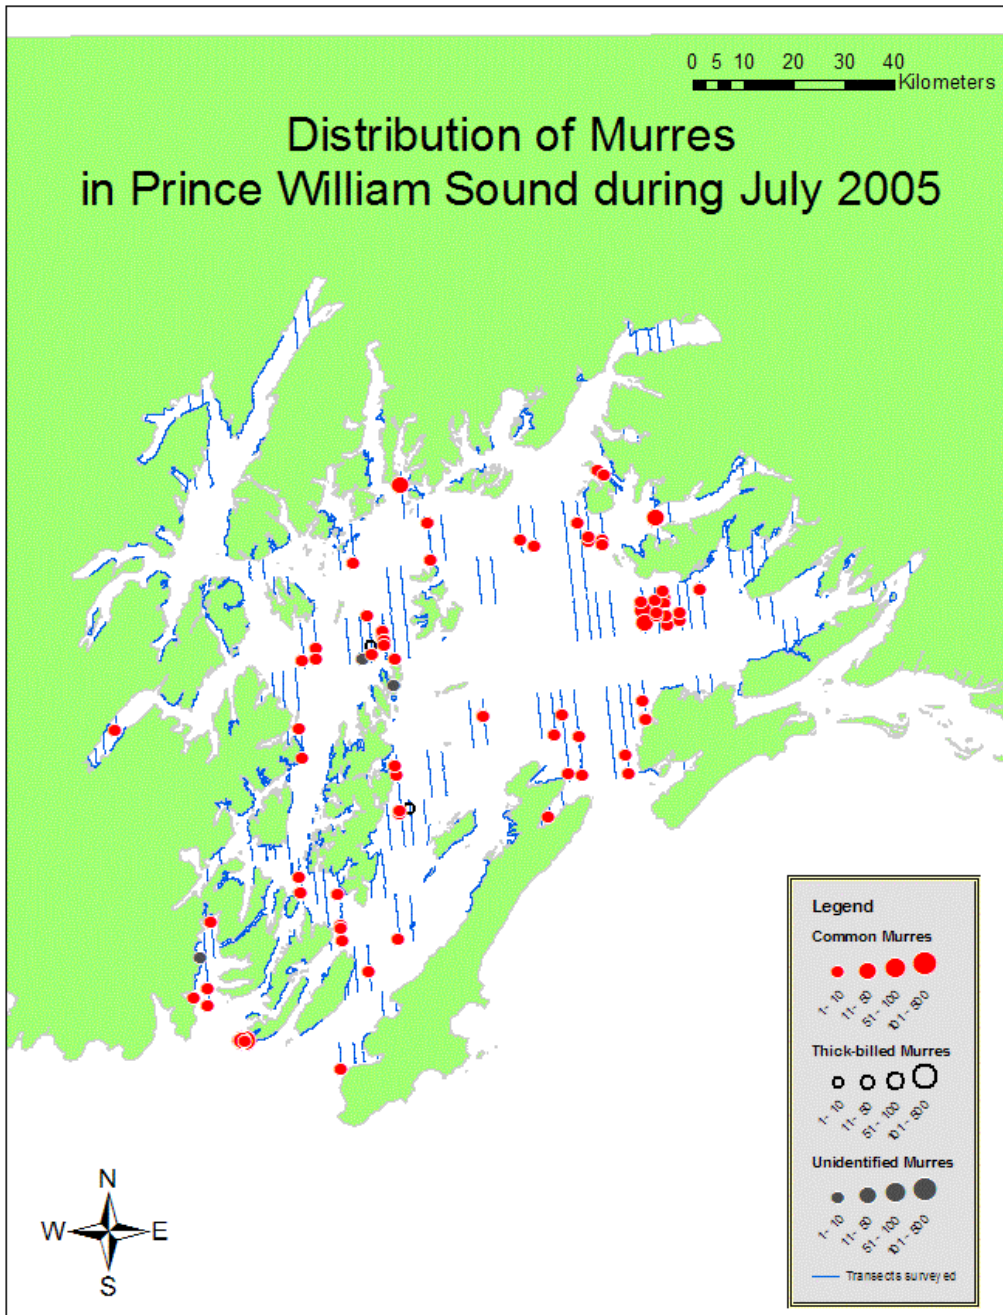 0 5 10 20 30 40
Kilometers
Distribution of Murres
in Prince William Sound during July 2005
Legend
Common Murres
1 - 10
11 - 50
51 - 100
101 - 500
Thick-billed Murres
1 - 10
11 - 50
51 - 100
101 - 500
Unidentified Murres
1 - 10
11 - 50
51 - 100
101 - 500
Transects surveyed
N
W E
S